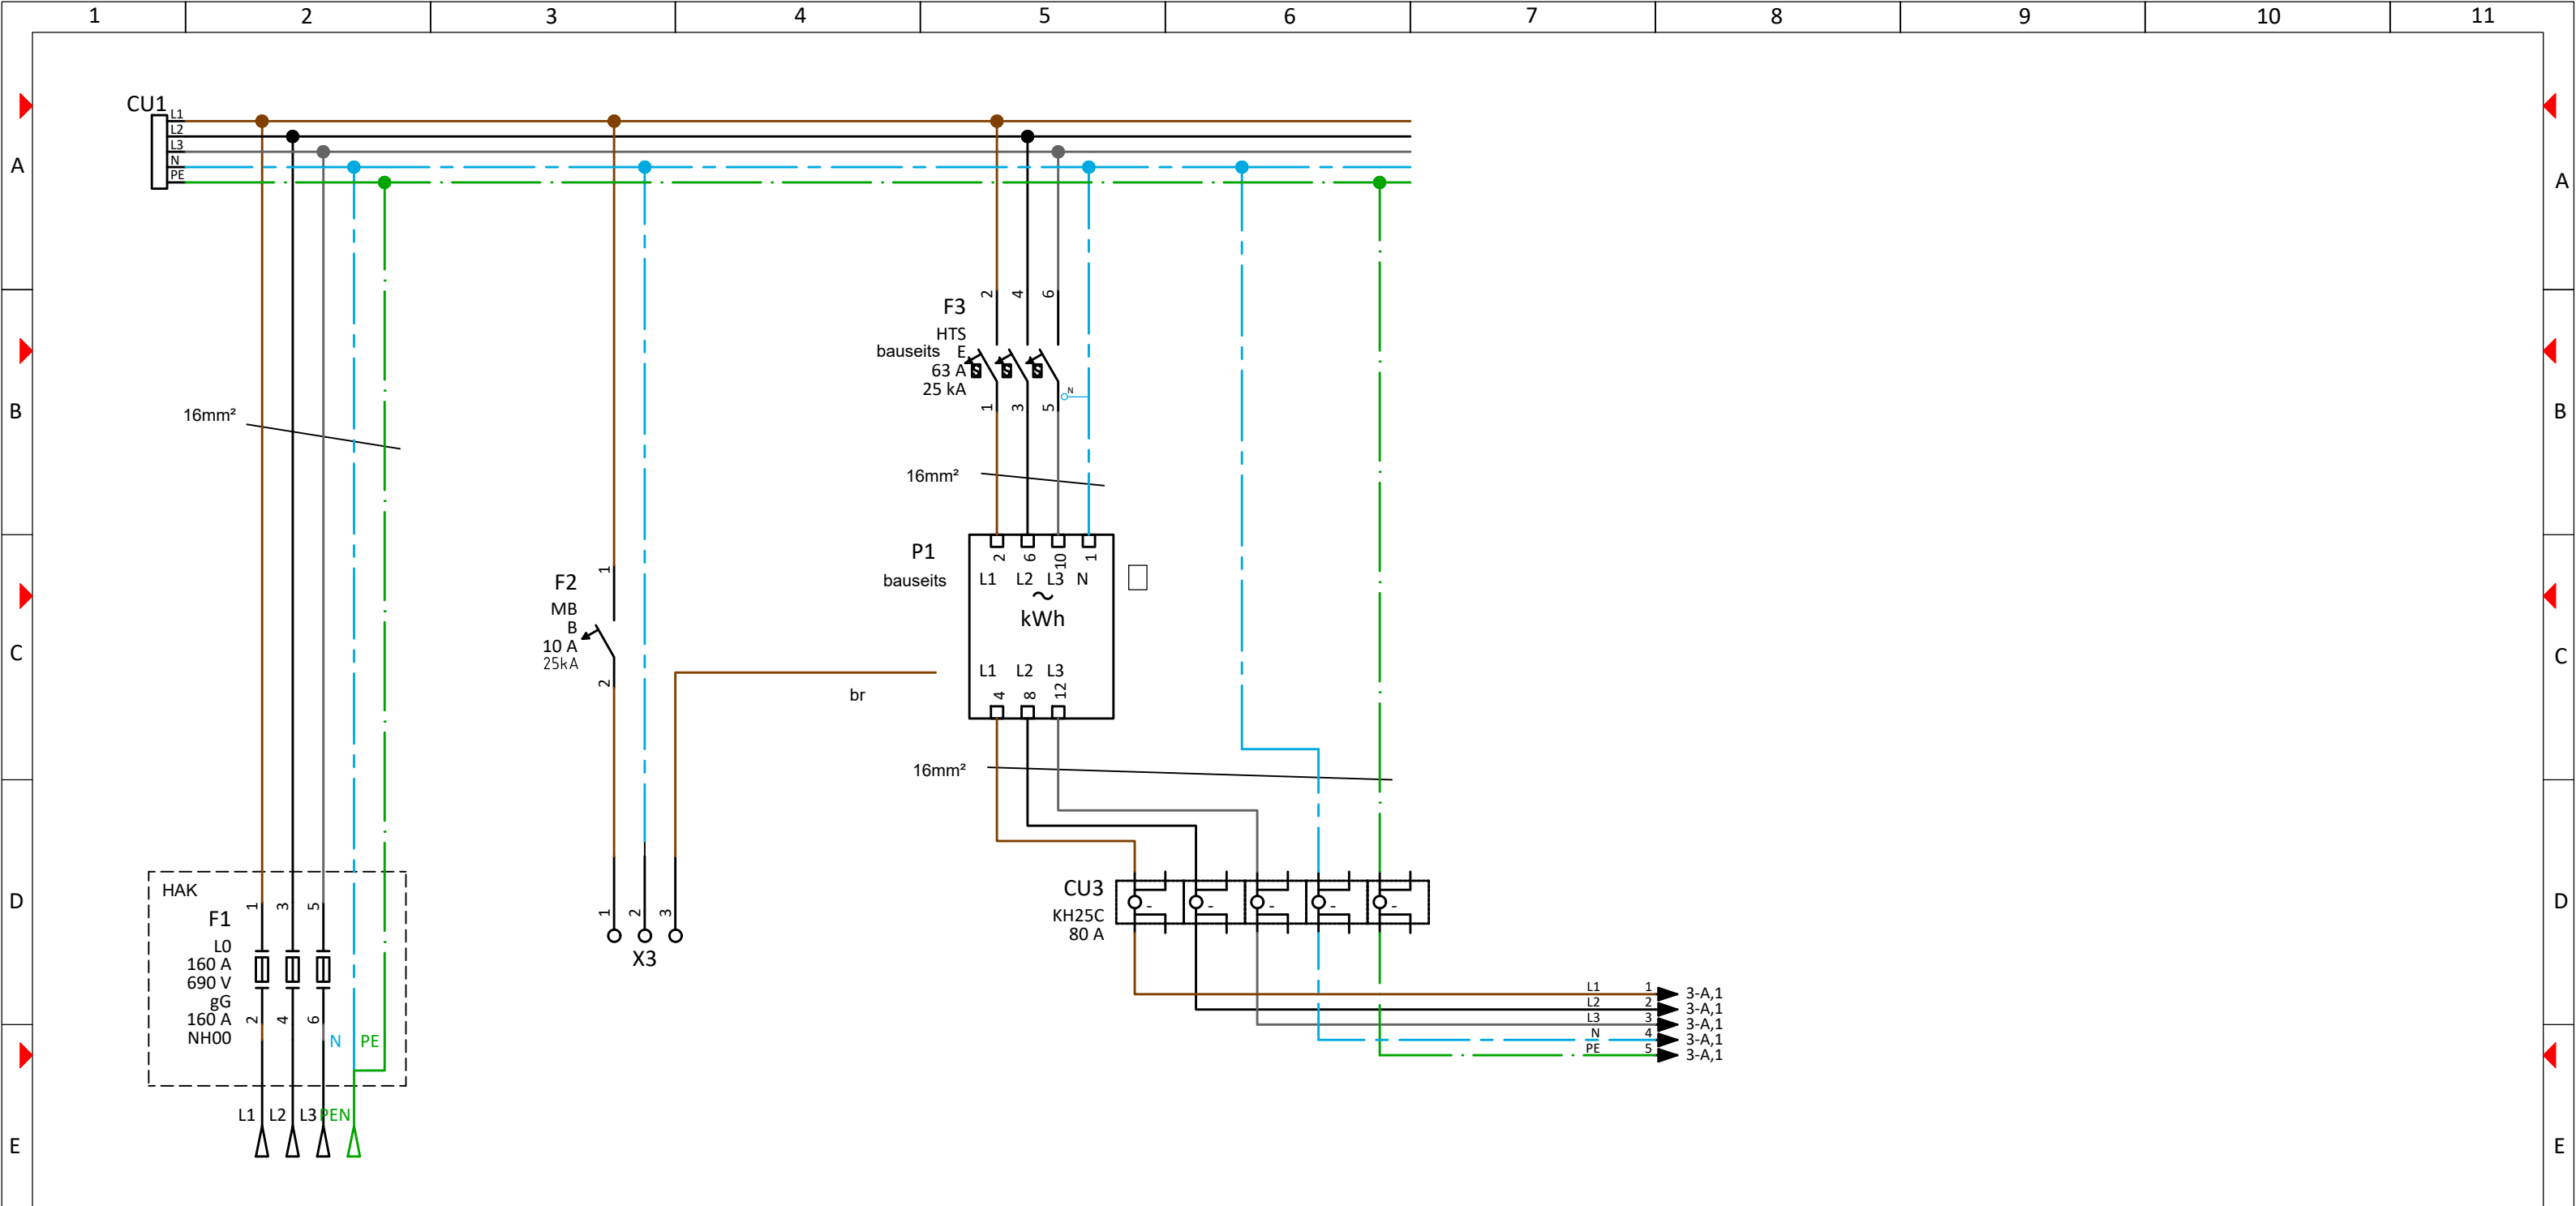 1 2 3 4 5 6 7 8 9 10 11
CU1
L1
L2
L3
N
PE
A A
2 4 6
F3
HTS
bauseits E
63 A
25 kA
N
1 3 5
B B
16mm²
16mm²
P1
bauseits
2 6 10 1
L1 L2 L3 N
~
kWh
L1 L2 L3
4 8 12
1
F2
MB
B
10 A
25kA
2
C C
br
16mm²
HAK
F1
1 3 5
L0
160 A
690 V
gG
160 A
NH00
2 4 6
N PE
L1 L2 L3 PEN
1 2 3
X3
CU3
KH25C
80 A
- - - - -
D D
L1 1 3-A,1
L2 2 3-A,1
L3 3 3-A,1
N 4 3-A,1
PE 5 3-A,1
E E